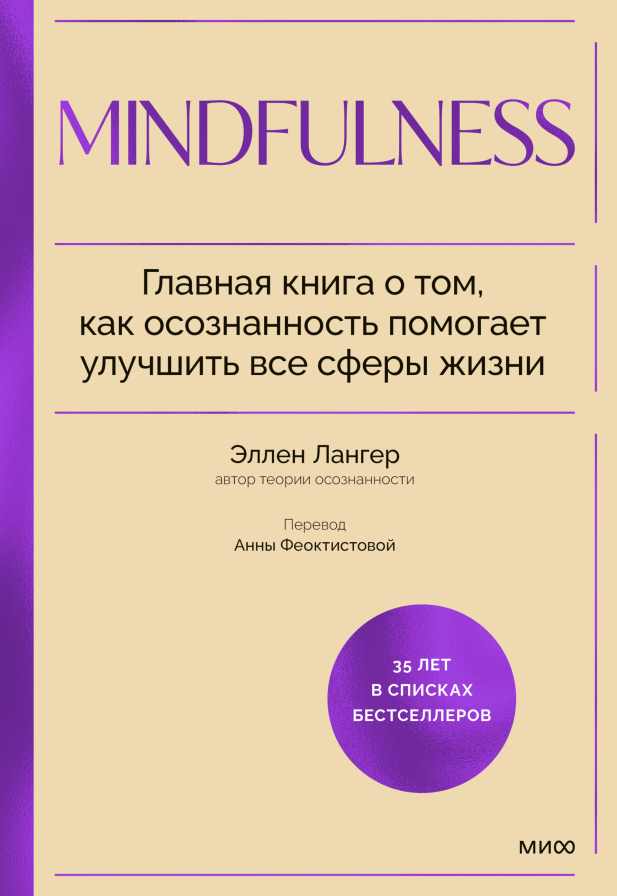 MINDFULNESS
Главная книга о том,
как осознанность помогает
улучшить все сферы жизни
Эллен Лангер
автор теории осознанности
Перевод
Анны Феоктистовой
35 ЛЕТ
В СПИСКАХ
БЕСТСЕЛЛЕРОВ
МИФ